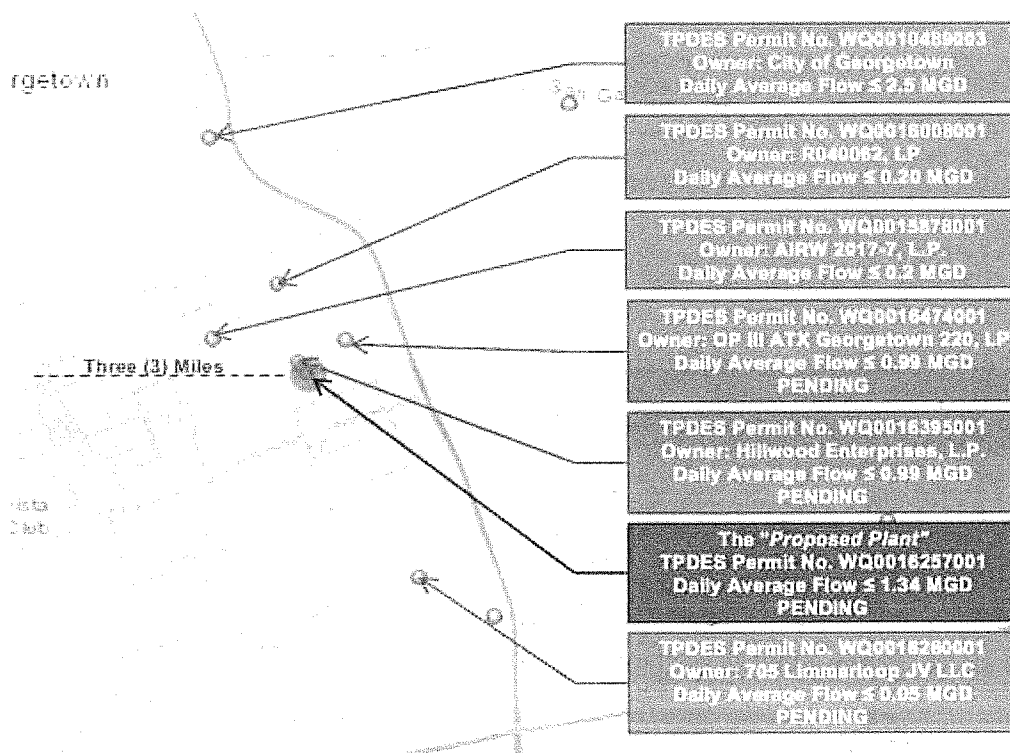 rgetown
TPDES Permit No. WQ0010489003
Owner: City of Georgetown
Daily Average Flow ≤ 2.5 MGD
TPDES Permit No. WQ0016008001
Owner: R040062, LP
Daily Average Flow ≤ 0.20 MGD
TPDES Permit No. WQ0015878001
Owner: AIRW 2017-7, L.P.
Daily Average Flow ≤ 0.2 MGD
TPDES Permit No. WQ0016474001
Owner: OP III ATX Georgetown 220, LP
Daily Average Flow ≤ 0.99 MGD
PENDING
Three (3) Miles
TPDES Permit No. WQ0016395001
Owner: Hillwood Enterprises, L.P.
Daily Average Flow ≤ 0.99 MGD
PENDING
The "Proposed Plant"
TPDES Permit No. WQ0016257001
Daily Average Flow ≤ 1.34 MGD
PENDING
TPDES Permit No. WQ0016260001
Owner: 705 Limmerloop JV LLC
Daily Average Flow ≤ 0.05 MGD
PENDING